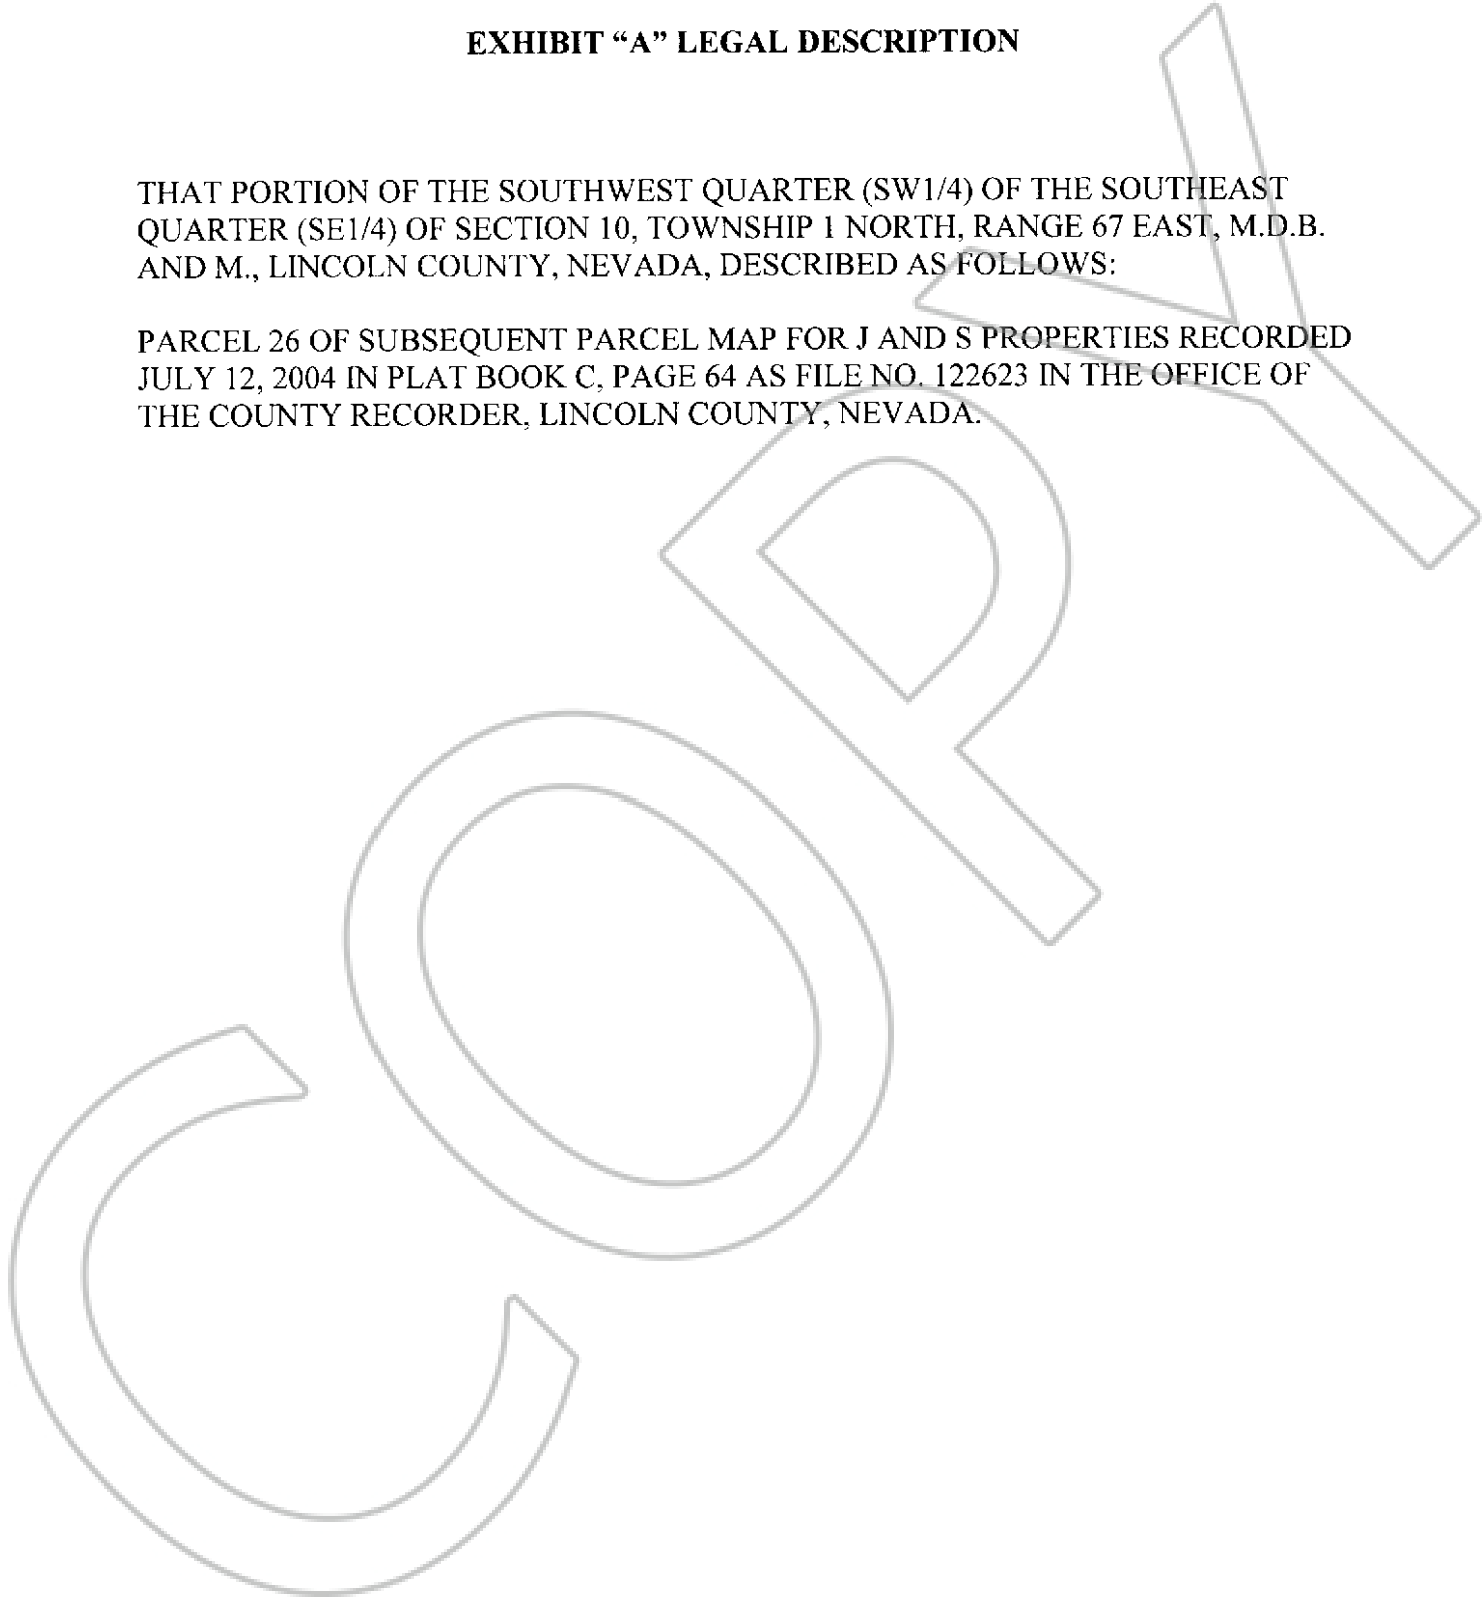 EXHIBIT “A” LEGAL DESCRIPTION
THAT PORTION OF THE SOUTHWEST QUARTER (SW1/4) OF THE SOUTHEAST
QUARTER (SE1/4) OF SECTION 10, TOWNSHIP 1 NORTH, RANGE 67 EAST, M.D.B.
AND M., LINCOLN COUNTY, NEVADA, DESCRIBED AS FOLLOWS:
PARCEL 26 OF SUBSEQUENT PARCEL MAP FOR J AND S PROPERTIES RECORDED
JULY 12, 2004 IN PLAT BOOK C, PAGE 64 AS FILE NO. 122623 IN THE OFFICE OF
THE COUNTY RECORDER, LINCOLN COUNTY, NEVADA.
COPY